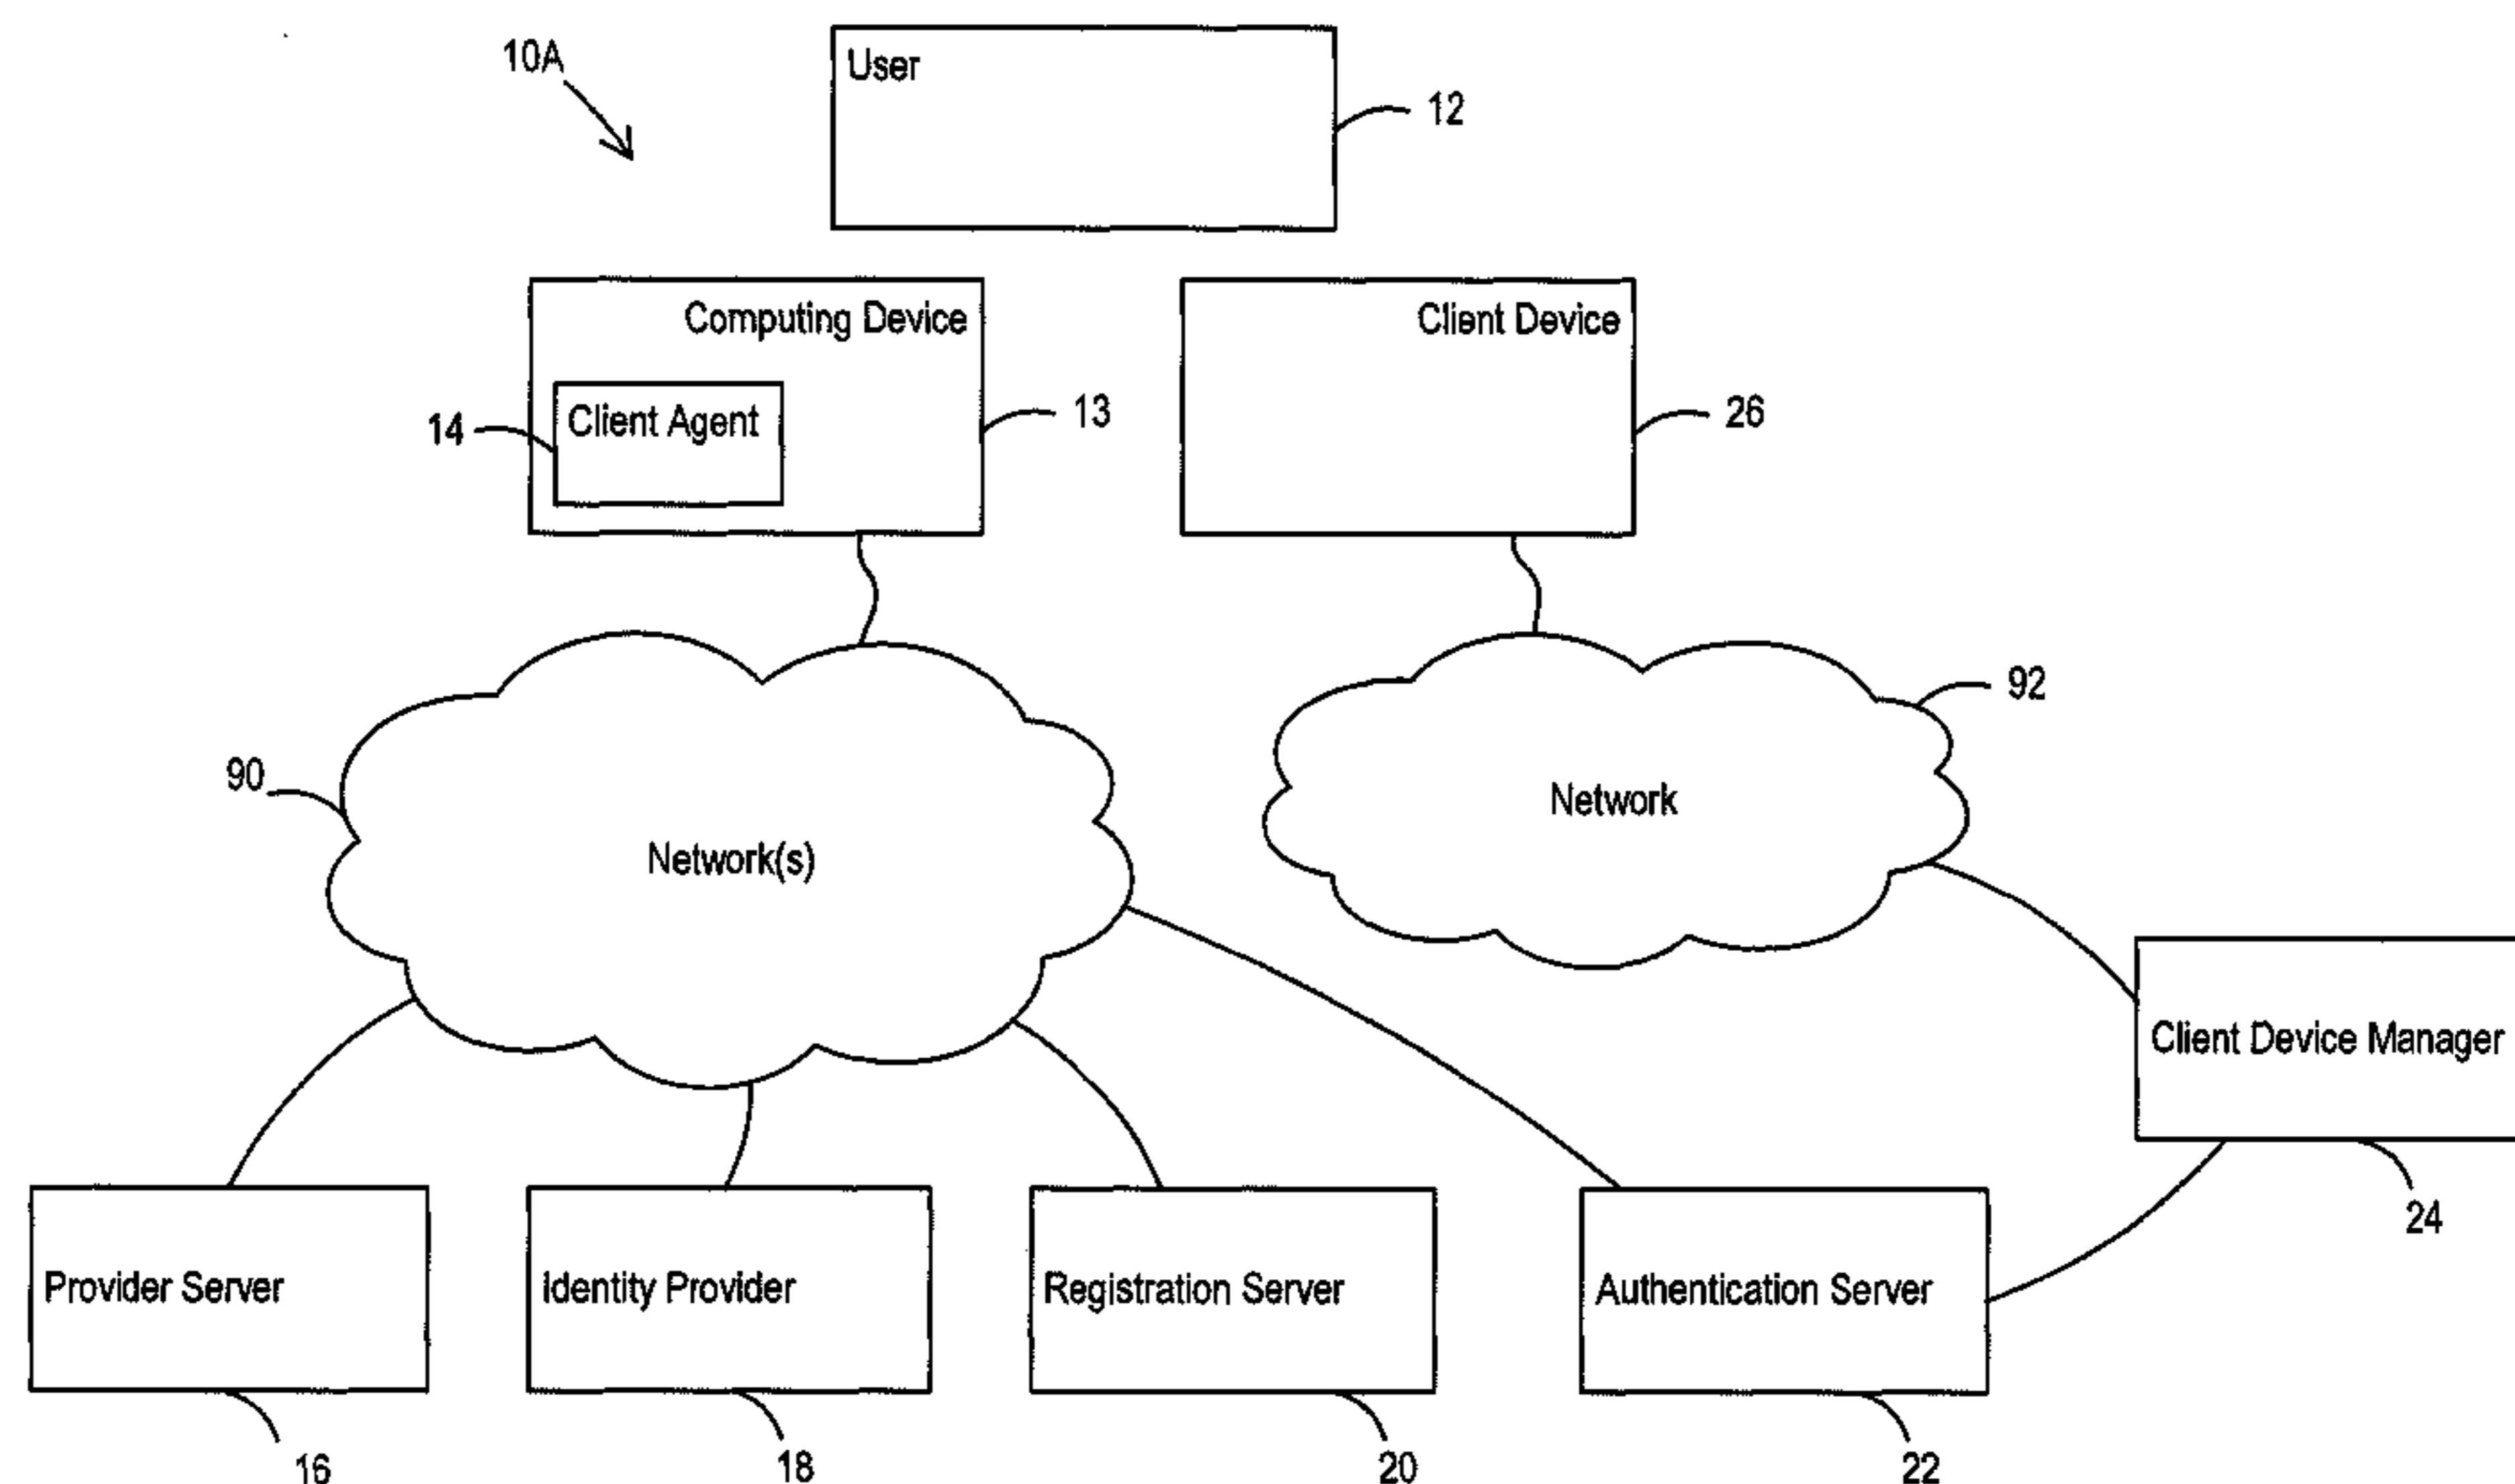 10A
User
12
Computing Device
Client Device
Client Agent
14
13
26
92
90
Network
Network(s)
Client Device Manager
24
Provider Server
Identity Provider
Registration Server
Authentication Server
16
18
20
22